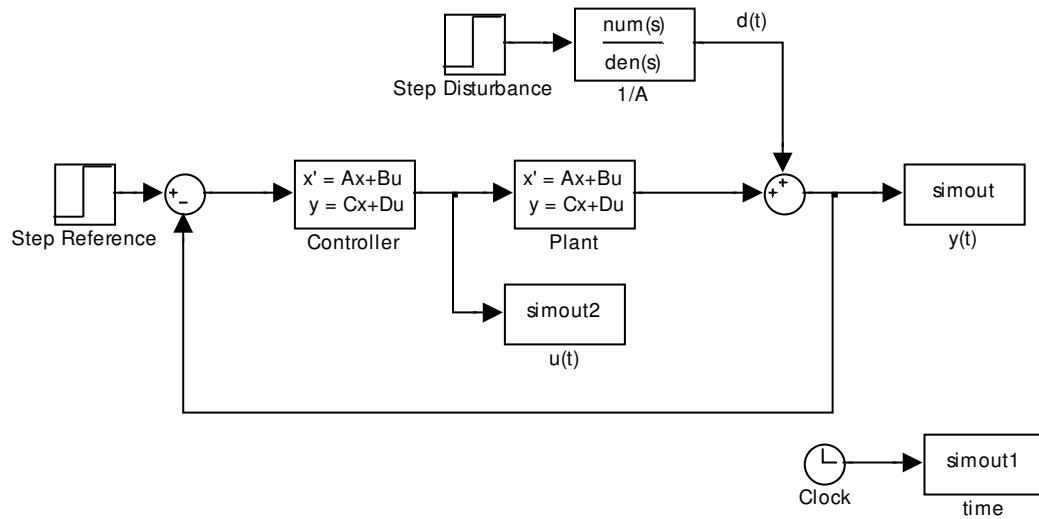 d(t)
num(s)
den(s)
1/A
Step Disturbance
Step Reference
+
−
x' = Ax+Bu
y = Cx+Du
Controller
x' = Ax+Bu
y = Cx+Du
Plant
+
+
simout
y(t)
simout2
u(t)
Clock
simout1
time